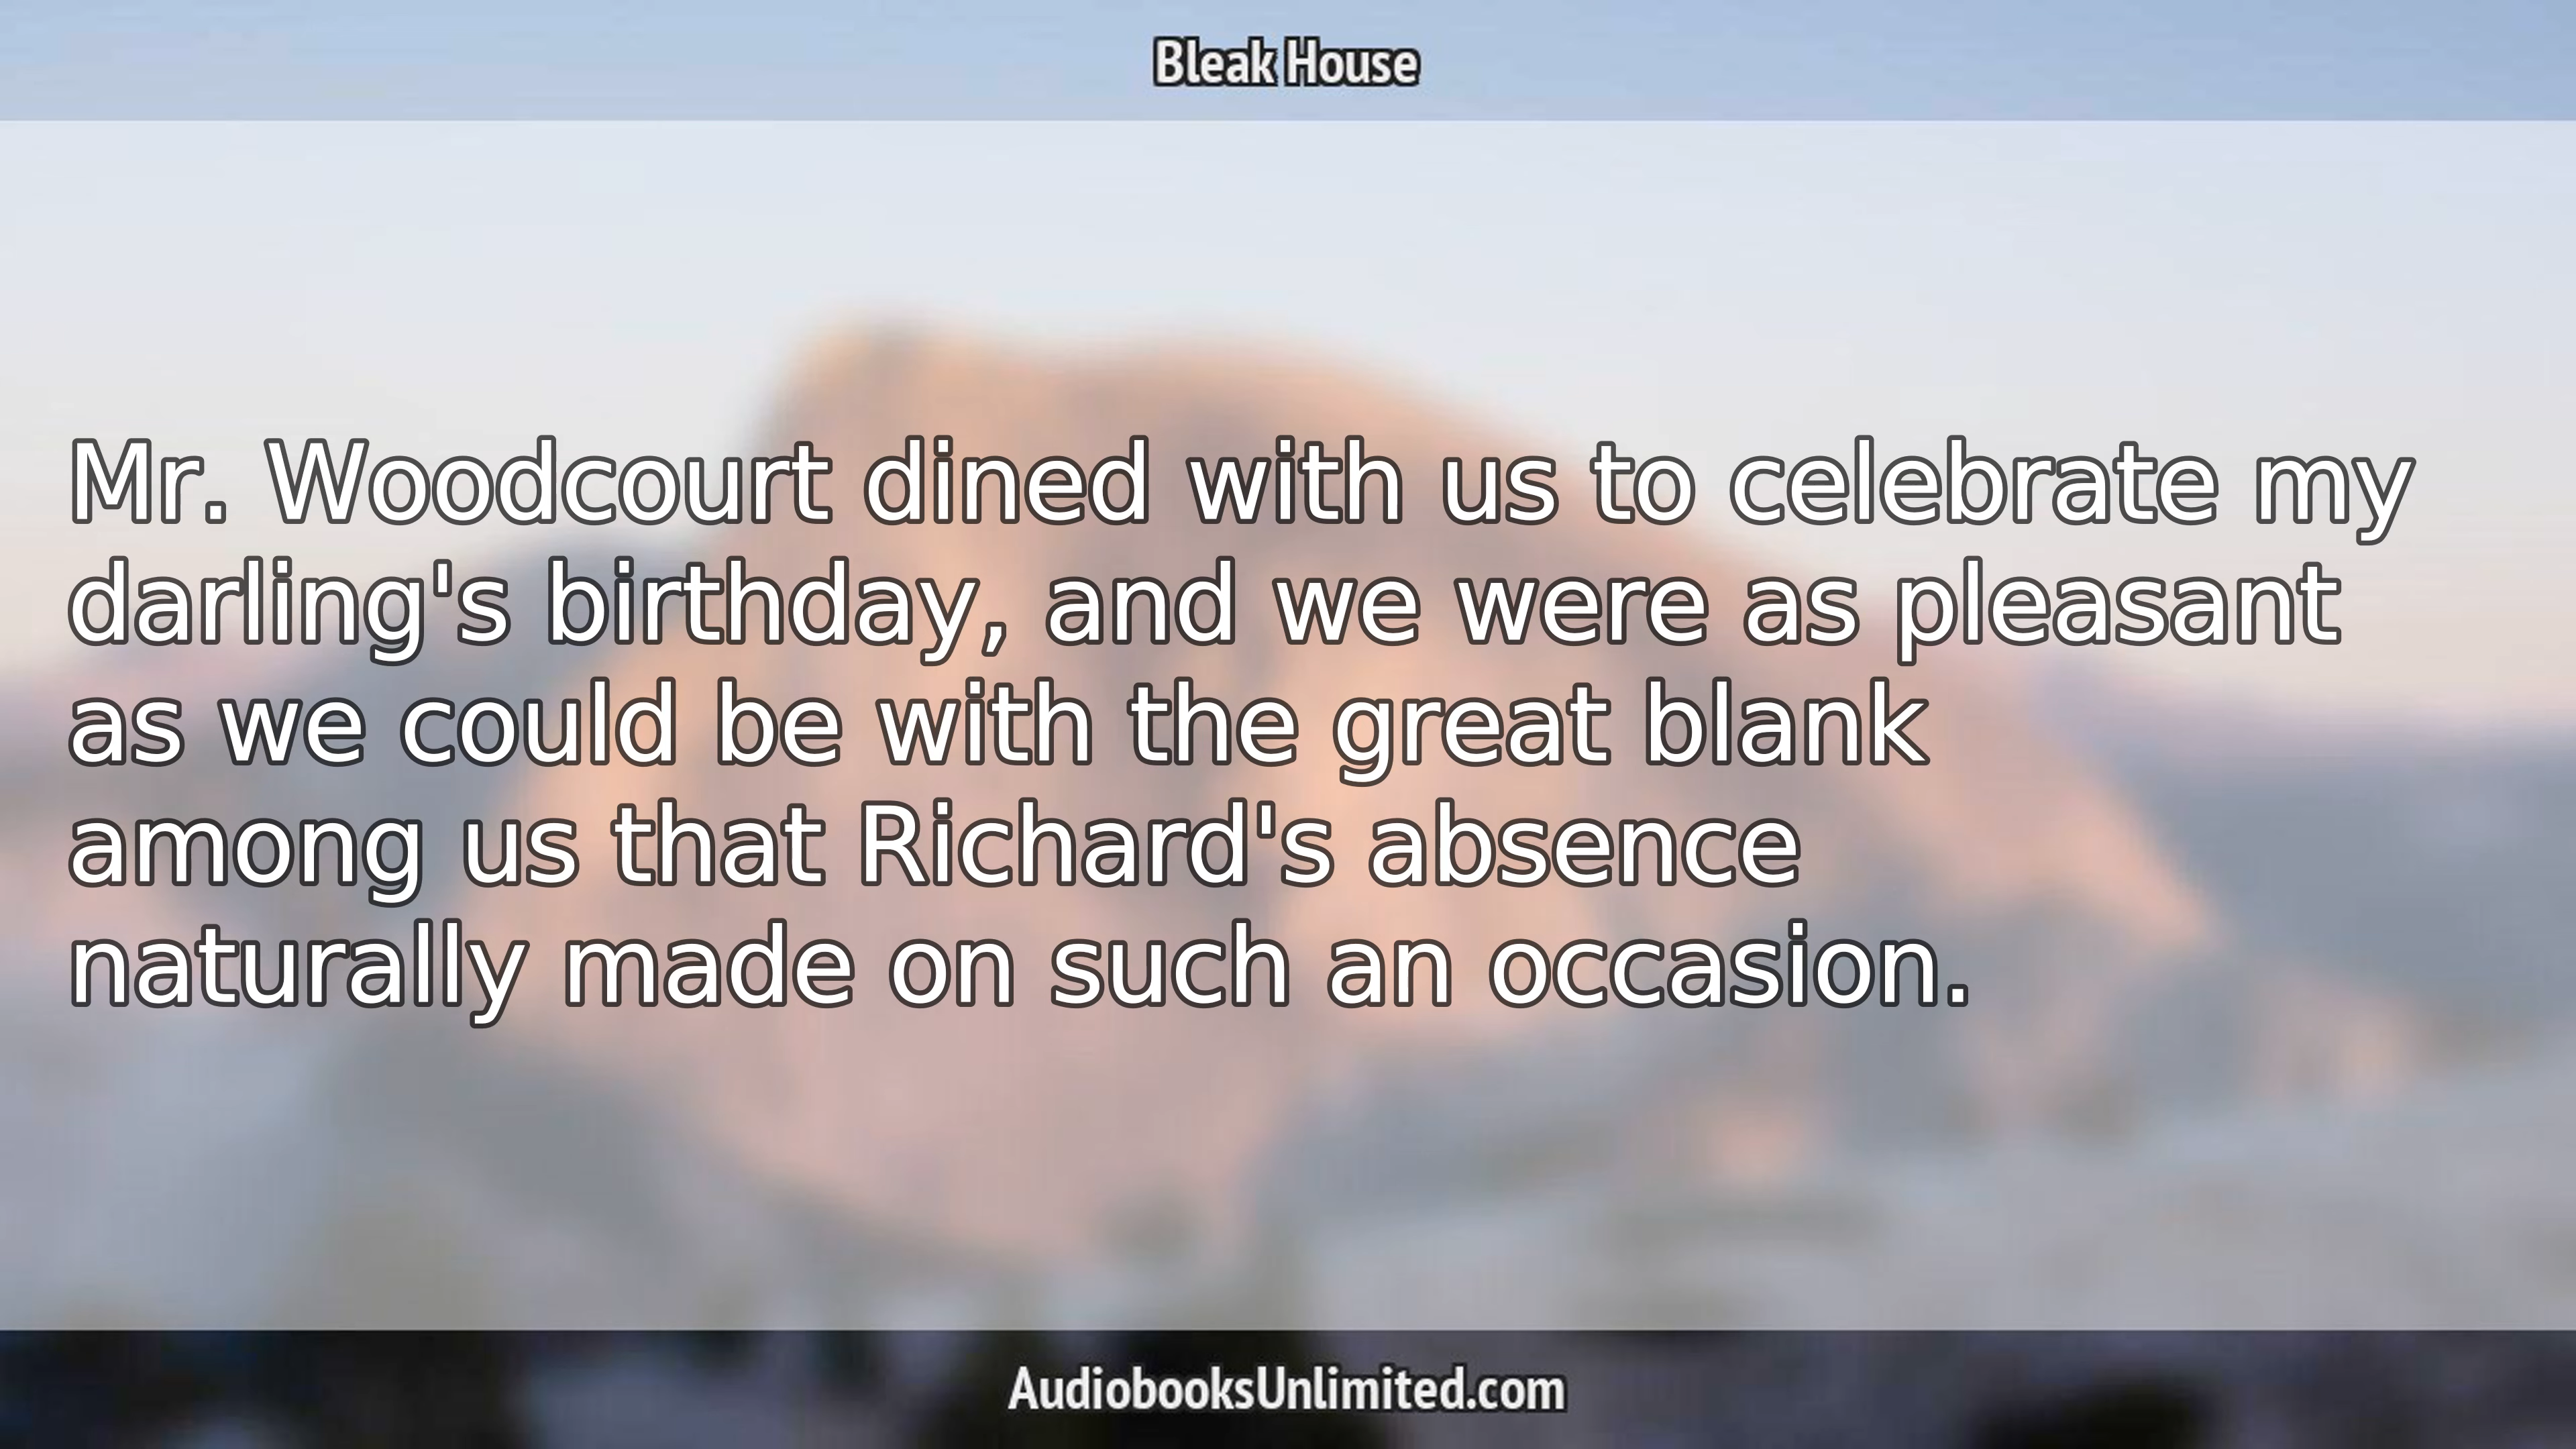 Bleak House
Mr. Woodcourt dined with us to celebrate my
darling's birthday, and we were as pleasant
as we could be with the great blank
among us that Richard's absence
naturally made on such an occasion.
AudiobooksUnlimited.com